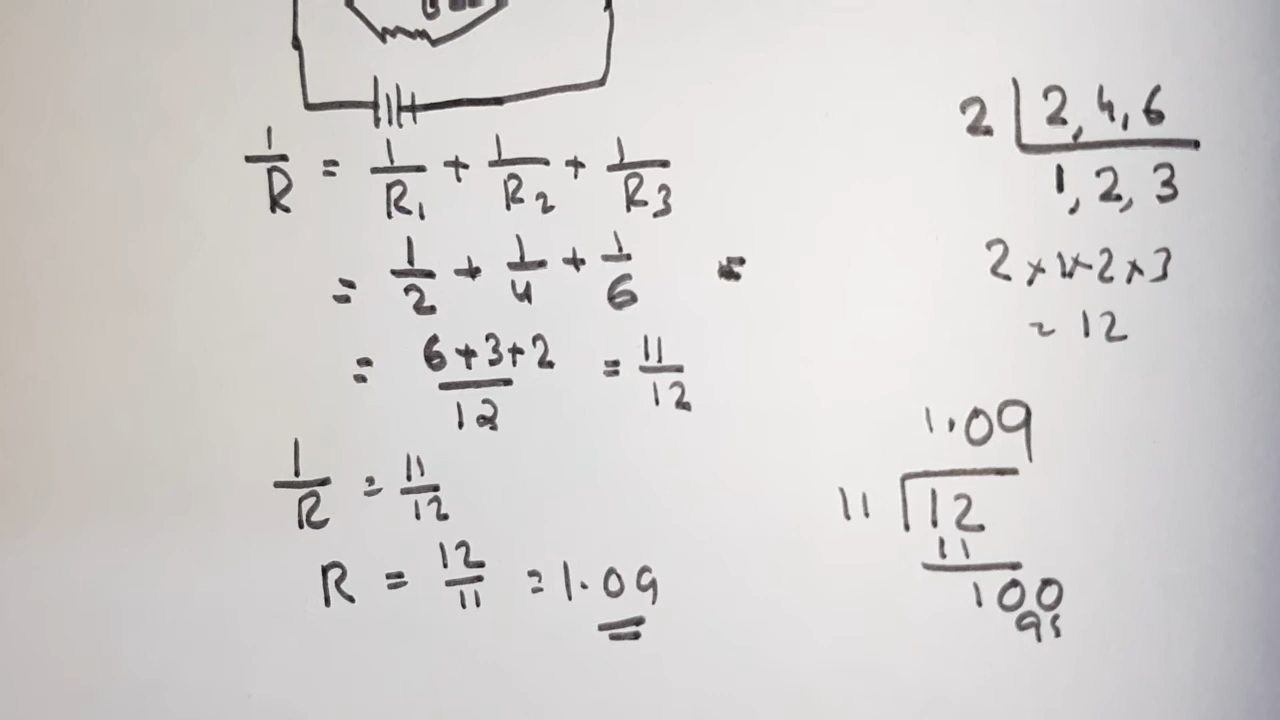 1/R = 1/R₁ + 1/R₂ + 1/R₃
= 1/2 + 1/4 + 1/6 =
= 6+3+2/12 = 11/12
1/R = 11/12
R = 12/11 = 1.09
2 | 2, 4, 6
1, 2, 3
2 × 1 × 2 × 3
= 12
1.09
11 √12
11
100